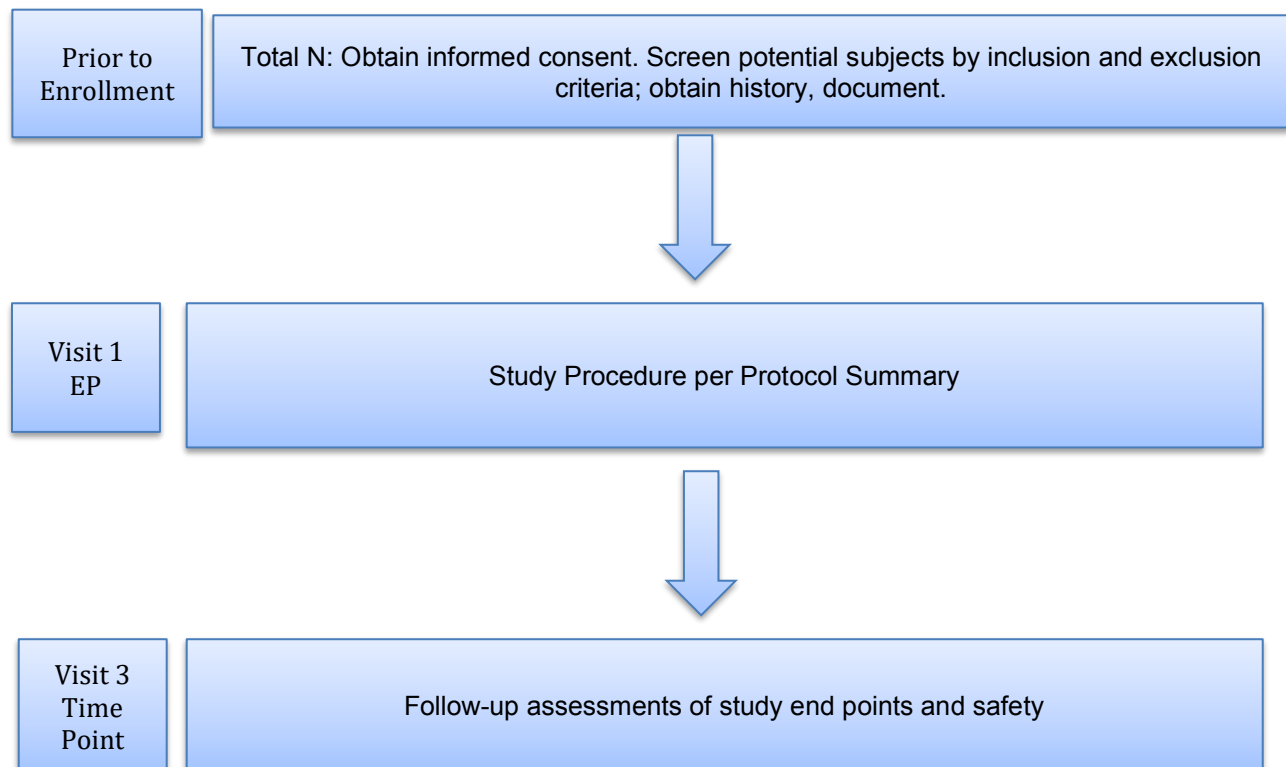 Prior to
Enrollment
Total N: Obtain informed consent. Screen potential subjects by inclusion and exclusion
criteria; obtain history, document.
Visit 1
EP
Study Procedure per Protocol Summary
Visit 3
Time
Point
Follow-up assessments of study end points and safety